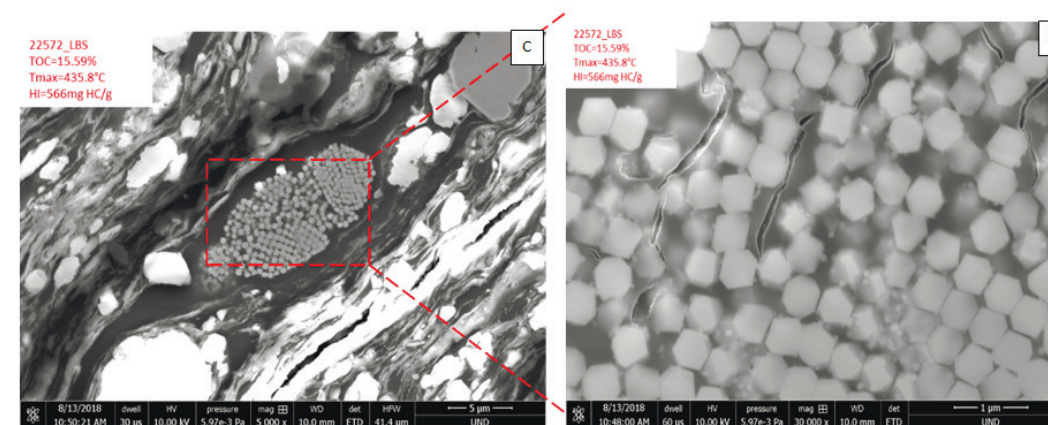 22572_LBS
TOC=15.59%
Tmax=435.8°C
HI=566mg HC/g
C
8/13/2018 dwell HV pressure mag WD det HFW 5 µm
10:50:21 AM 30 µs 10.00 kV 5.97e-3 Pa 5 000 x 10.0 mm ETD 41.4 µm UND
22572_LBS
TOC=15.59%
Tmax=435.8°C
HI=566mg HC/g
8/13/2018 dwell HV pressure mag WD det 1 µm
10:48:00 AM 60 µs 10.00 kV 5.97e-3 Pa 30 000 x 10.0 mm ETD UND